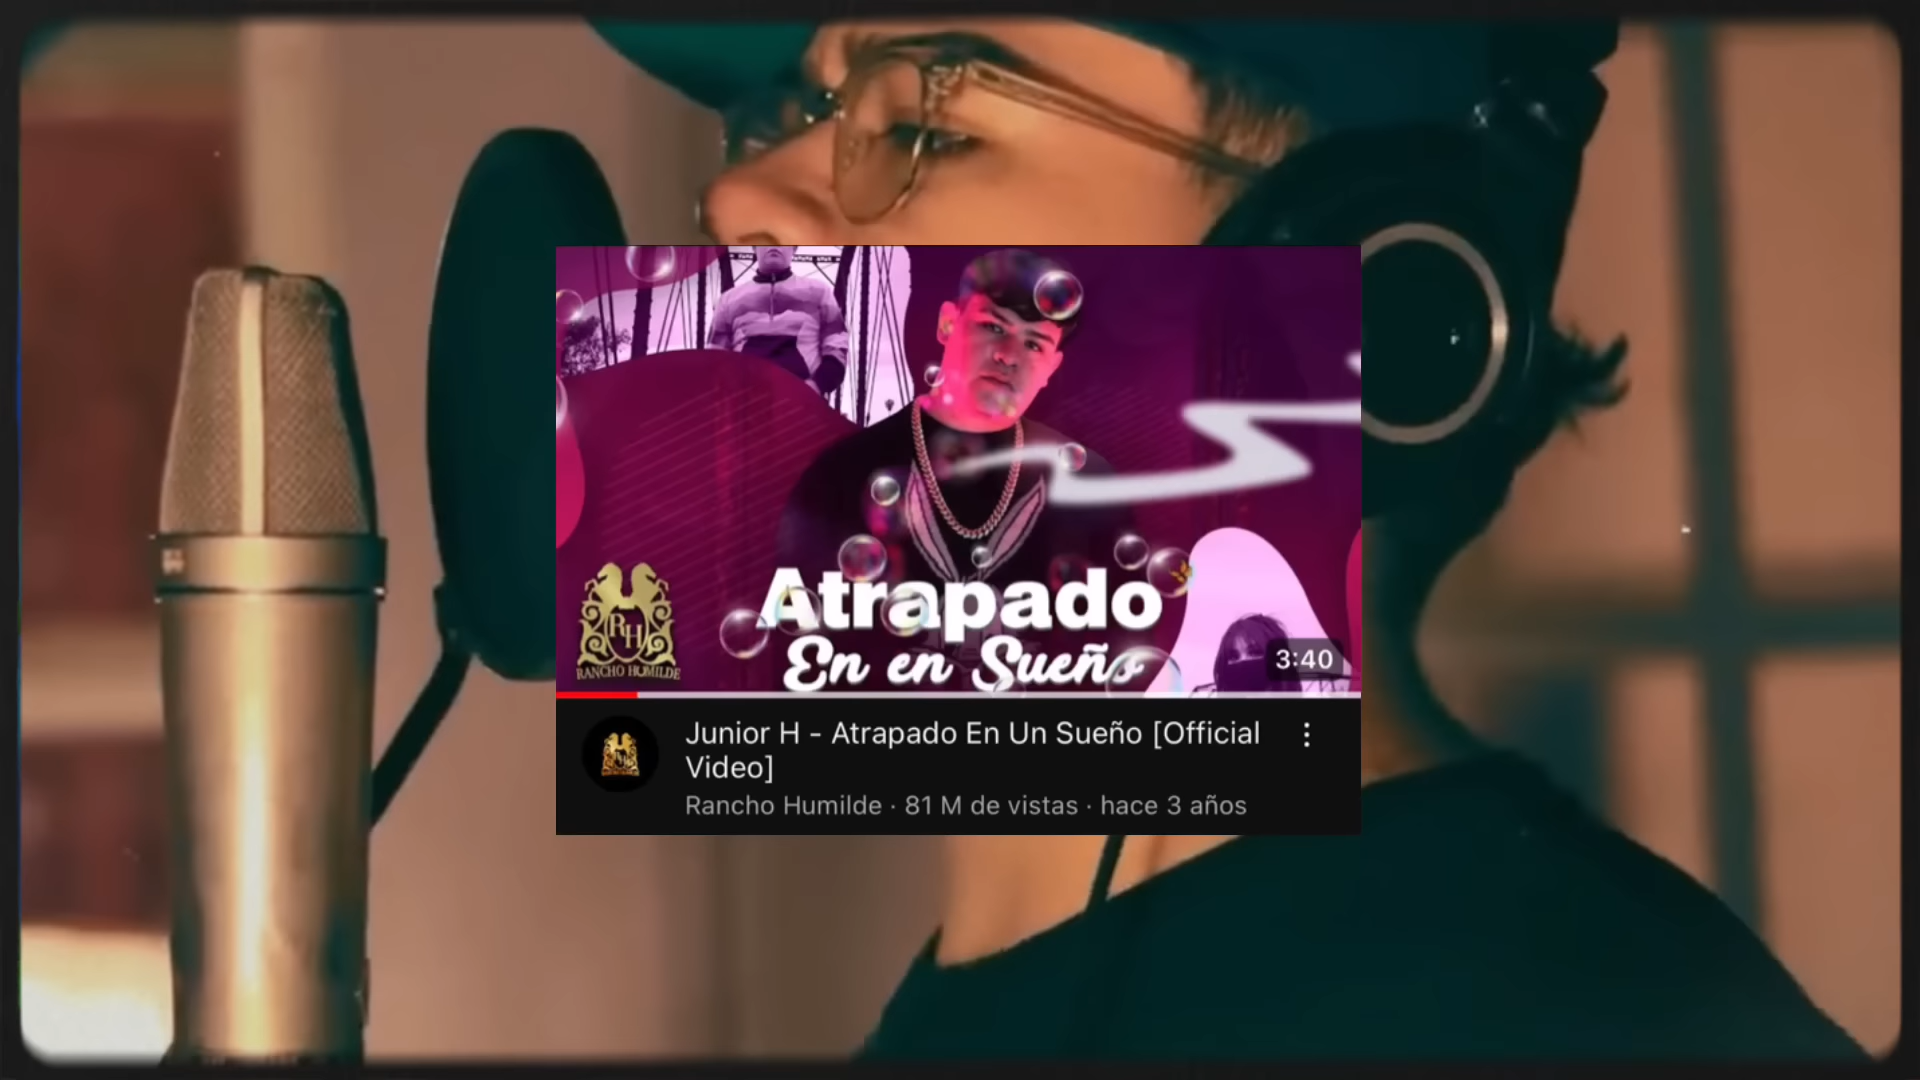 Atrapado
En en Sueño
RH
RANCHO HUMILDE
3:40
Junior H - Atrapado En Un Sueño [Official
Video]
Rancho Humilde · 81 M de vistas · hace 3 años